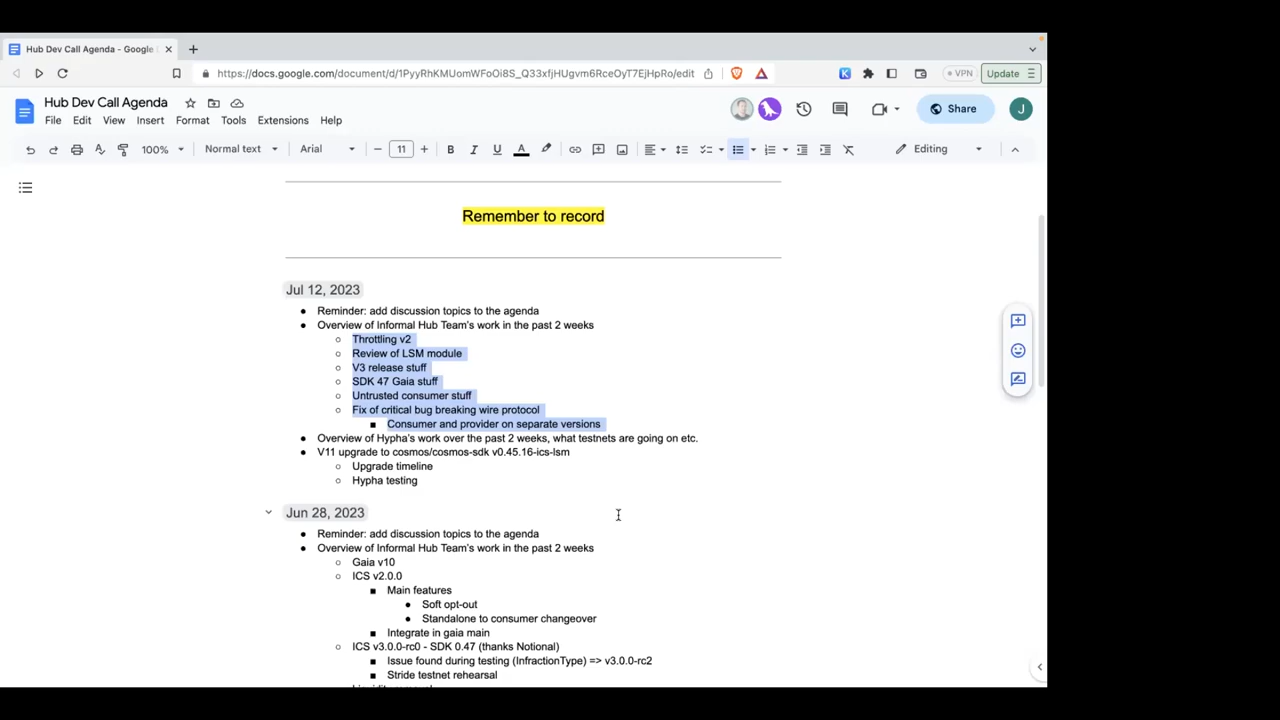 Hub Dev Call Agenda - Google
https://docs.google.com/document/d/1PyyRhKMUomWFoOi8S_Q33xfjHUgvm6RceOyT7EjHpRo/edit
VPN
Update
Hub Dev Call Agenda
File Edit View Insert Format Tools Extensions Help
Share
J
100% Normal text Arial 11 B I U A Editing
Remember to record
Jul 12, 2023
Reminder: add discussion topics to the agenda
Overview of Informal Hub Team's work in the past 2 weeks
Throttling v2
Review of LSM module
V3 release stuff
SDK 47 Gaia stuff
Untrusted consumer stuff
Fix of critical bug breaking wire protocol
Consumer and provider on separate versions
Overview of Hypha's work over the past 2 weeks, what testnets are going on etc.
V11 upgrade to cosmos/cosmos-sdk v0.45.16-ics-lsm
Upgrade timeline
Hypha testing
Jun 28, 2023
Reminder: add discussion topics to the agenda
Overview of Informal Hub Team's work in the past 2 weeks
Gaia v10
ICS v2.0.0
Main features
Soft opt-out
Standalone to consumer changeover
Integrate in gaia main
ICS v3.0.0-rc0 - SDK 0.47 (thanks Notional)
Issue found during testing (InfractionType) => v3.0.0-rc2
Stride testnet rehearsal